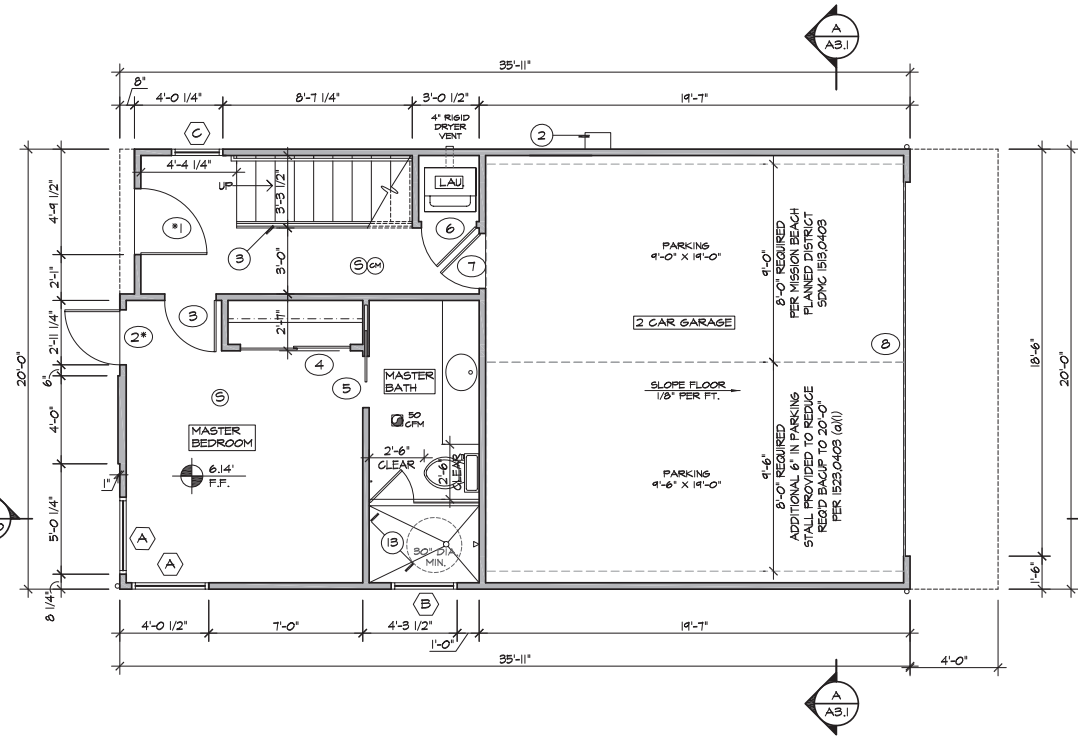 A
A3.1
35'-11"
8"
4'-0 1/4"
8'-7 1/4"
3'-0 1/2"
19'-7"
4" RIGID
DRYER
VENT
C
2
4'-4 1/4"
UP
3'-3 1/2"
LAU.
4'-9 1/2"
*1
6
3
3'-0"
S
CM
7
PARKING
9'-0" X 19'-0"
9'-0"
8'-0" REQUIRED
PER MISSION BEACH
PLANNED DISTRICT
SDMC 1513.0403
2'-1"
2'-11 1/4"
6"
20'-0"
2*
3
2'-11"
4
5
2 CAR GARAGE
8
18'-6"
20'-0"
MASTER
BATH
SLOPE FLOOR
1/8" PER FT.
4'-0"
S
50
CFM
MASTER
BEDROOM
6.14'
F.F.
2'-6"
CLEAR
2'-6"
CLEAR
PARKING
9'-6" X 19'-0"
9'-6"
8'-0" REQUIRED
ADDITIONAL 6" IN PARKING
STALL PROVIDED TO REDUCE
REQ'D BACUP TO 20'-0"
PER 1523.0403 (a)(1)
1"
5'-0 1/4"
A
A
13
30" DIA
MIN.
8 1/4"
1'-6"
B
4'-0 1/2"
7'-0"
4'-3 1/2"
1'-0"
19'-7"
35'-11"
4'-0"
A
A3.1